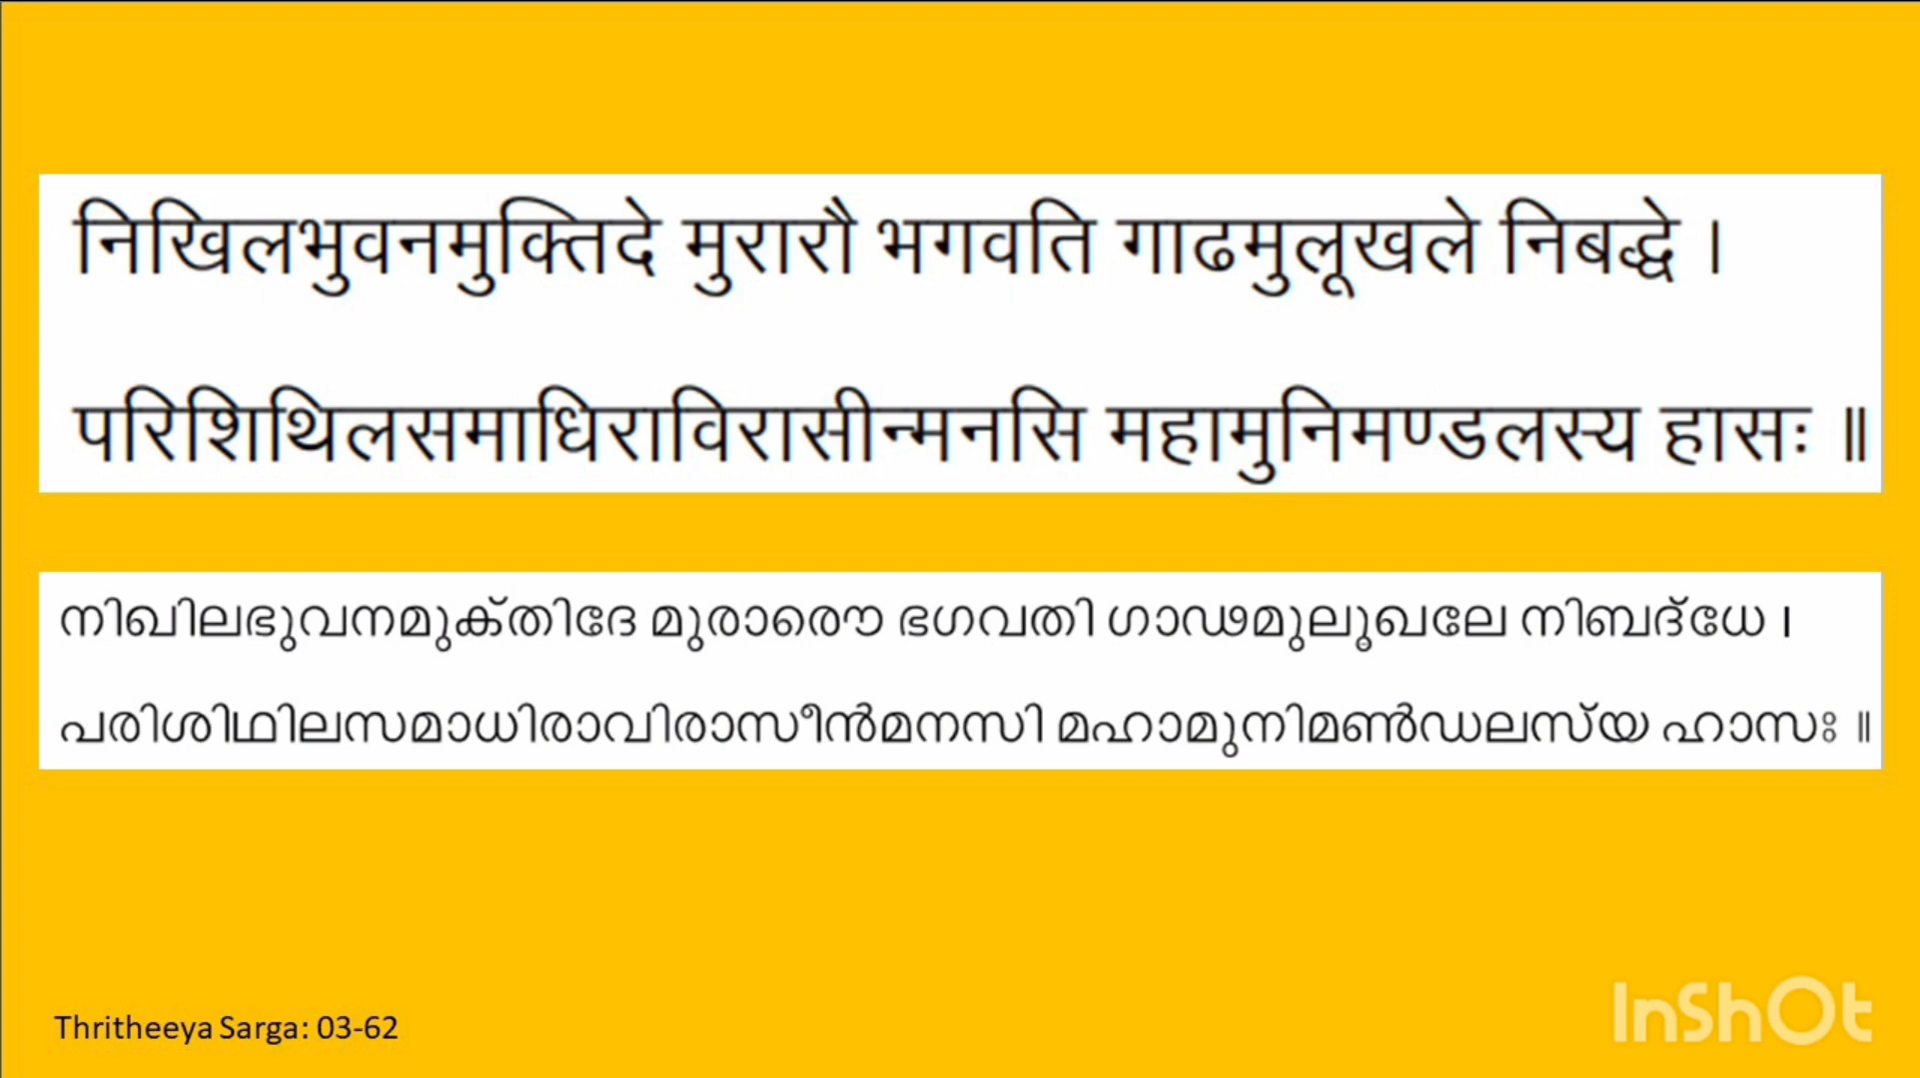 निखिलभुवनमुक्तिदे मुरारौ भगवति गाढमुलूखले निबद्धे ।
परिशिथिलसमाधिराविरासीन्मनसि महामुनिमण्डलस्य हासः ॥
നിഖിലഭുവനമുക്‌തിദേ മുരാരൌ ഭഗവതി ഗാഢമുലൂഖലേ നിബദ്‌ധേ ।
പരിശിഥിലസമാധിരാവിരാസീൻമനസി മഹാമുനിമൺഡലസ്‌യ ഹാസഃ ॥
Thritheeya Sarga: 03-62
InShOt